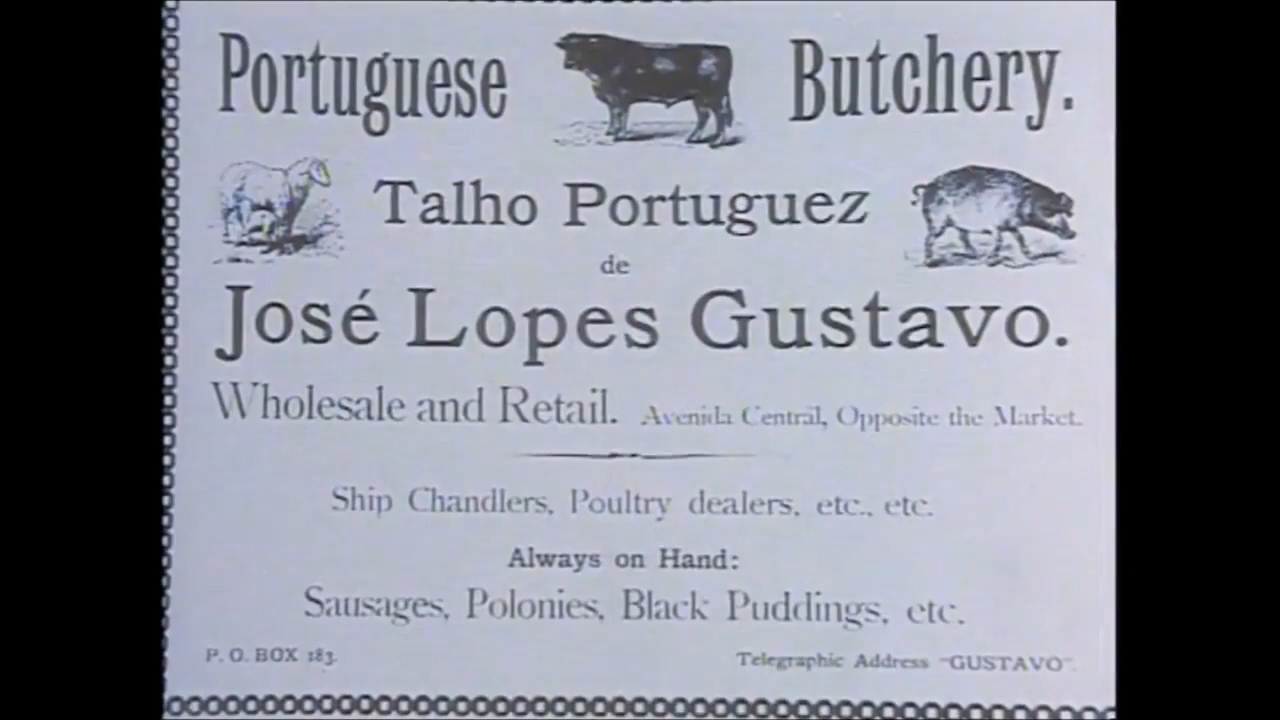 Portuguese Butchery.
Talho Portuguez
de
José Lopes Gustavo.
Wholesale and Retail. Avenida Central, Opposite the Market.
Ship Chandlers, Poultry dealers, etc., etc.
Always on Hand:
Sausages, Polonies, Black Puddings, etc.
P. O. BOX 183. Telegraphic Address "GUSTAVO".